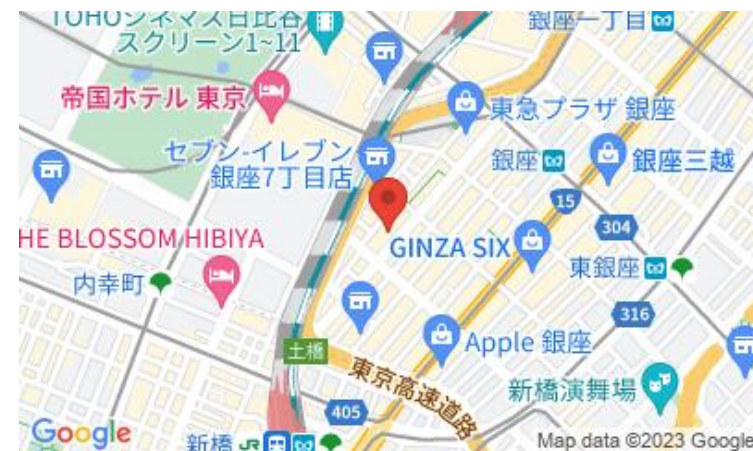 TOHOシネマズ日比谷
スクリーン1~11
銀座一丁目
帝国ホテル 東京
東急プラザ 銀座
セブン-イレブン
銀座7丁目店
銀座
銀座三越
15
304
HE BLOSSOM HIBIYA
GINZA SIX
東銀座
内幸町
316
Apple 銀座
土橋
東京高速道路
新橋演舞場
405
Google
新橋 JR
Map data ©2023 Google